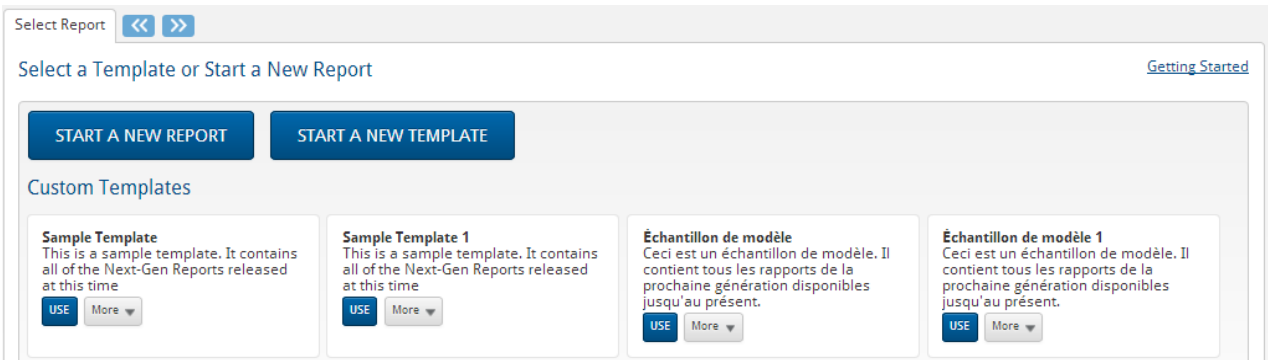 Select Report
Select a Template or Start a New Report
Getting Started
START A NEW REPORT
START A NEW TEMPLATE
Custom Templates
Sample Template
This is a sample template. It contains
all of the Next-Gen Reports released
at this time
USE
More
Sample Template 1
This is a sample template. It contains
all of the Next-Gen Reports released
at this time
USE
More
Échantillon de modèle
Ceci est un échantillon de modèle. Il
contient tous les rapports de la
prochaine génération disponibles
jusqu'au présent.
USE
More
Échantillon de modèle 1
Ceci est un échantillon de modèle. Il
contient tous les rapports de la
prochaine génération disponibles
jusqu'au présent.
USE
More